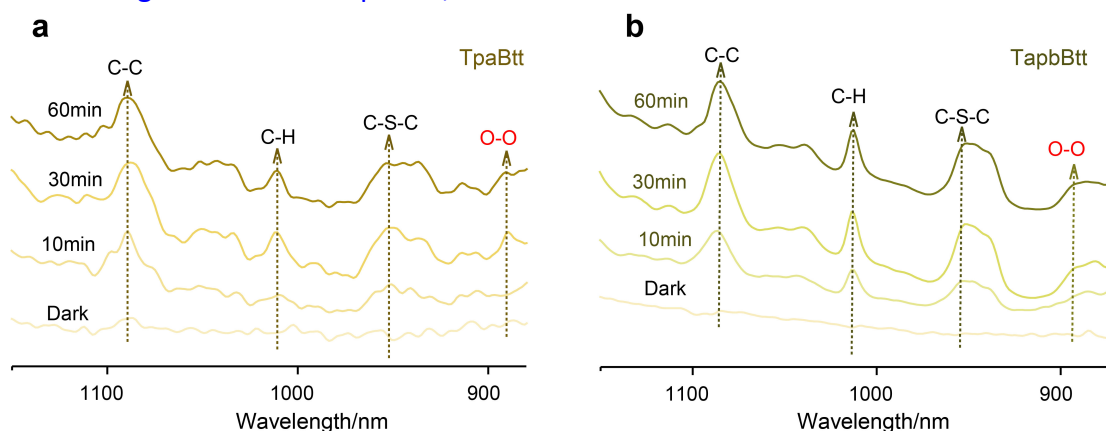 a
TpaBtt
C-C
60min
C-H
C-S-C
O-O
30min
10min
Dark
1100
1000
900
Wavelength/nm
b
TapbBtt
C-C
60min
C-H
C-S-C
O-O
30min
10min
Dark
1100
1000
900
Wavelength/nm